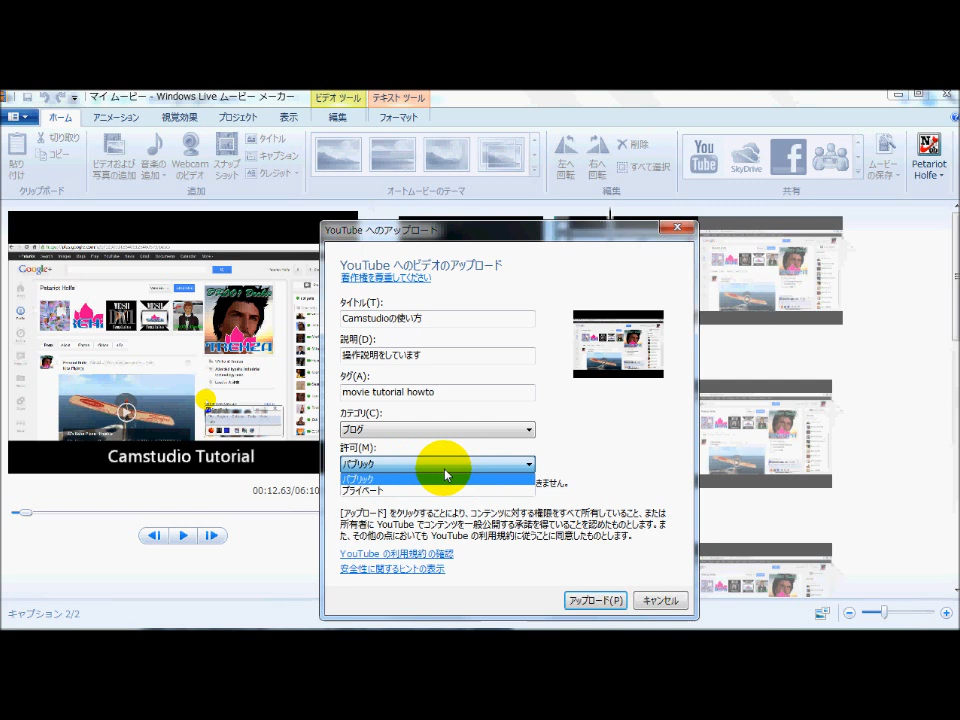 マイ ムービー - Windows Live ムービー メーカー
ビデオ ツール
テキスト ツール
ホーム
アニメーション
視覚効果
プロジェクト
表示
編集
フォーマット
貼り付け
切り取り
コピー
クリップボード
ビデオおよび写真の追加
音楽の追加
Webcam のビデオ
スナップショット
タイトル
キャプション
クレジット
追加
オートムービーのテーマ
左へ回転
右へ回転
削除
すべて選択
編集
You Tube
SkyDrive
共有
ムービーの保存
Petariot Holfe
Google+
Petariot Holfe
Camstudio Tutorial
00:12.63/06:10
キャプション 2/2
YouTube へのアップロード
YouTube へのビデオのアップロード
著作権を尊重してください
タイトル(T):
Camstudioの使い方
説明(D):
操作説明をしています
タグ(A):
movie tutorial howto
カテゴリ(C):
ブログ
許可(M):
パブリック
パブリック
プライベート
きません。
[アップロード] をクリックすることにより、コンテンツに対する権限をすべて所有していること、または
所有者に YouTube でコンテンツを一般公開する承諾を得ていることを認めたものとします。ま
た、その他の点においても YouTube の利用規約に従うことに同意したものとします。
YouTube の利用規約の確認
安全性に関するヒントの表示
アップロード(P)
キャンセル